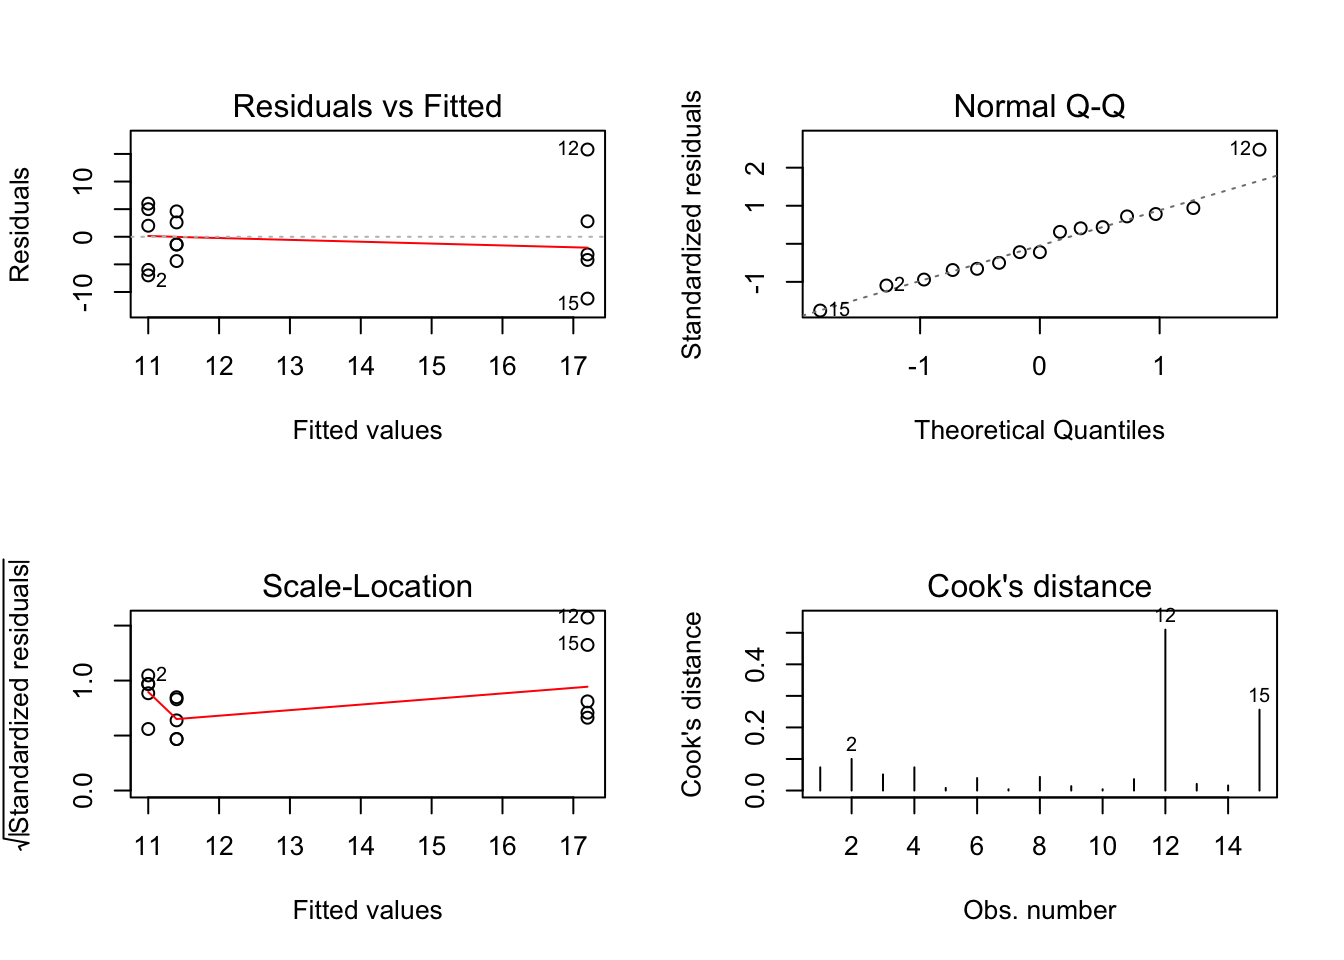 Residuals vs Fitted
Residuals
10
0
-10
12
2
15
11 12 13 14 15 16 17
Fitted values
Normal Q-Q
Standardized residuals
2
1
-1
12
2
15
-1 0 1
Theoretical Quantiles
Scale-Location
√|Standardized residuals|
1.0
0.0
12
15
2
11 12 13 14 15 16 17
Fitted values
Cook's distance
Cook's distance
0.4
0.2
0.0
12
15
2
2 4 6 8 10 12 14
Obs. number